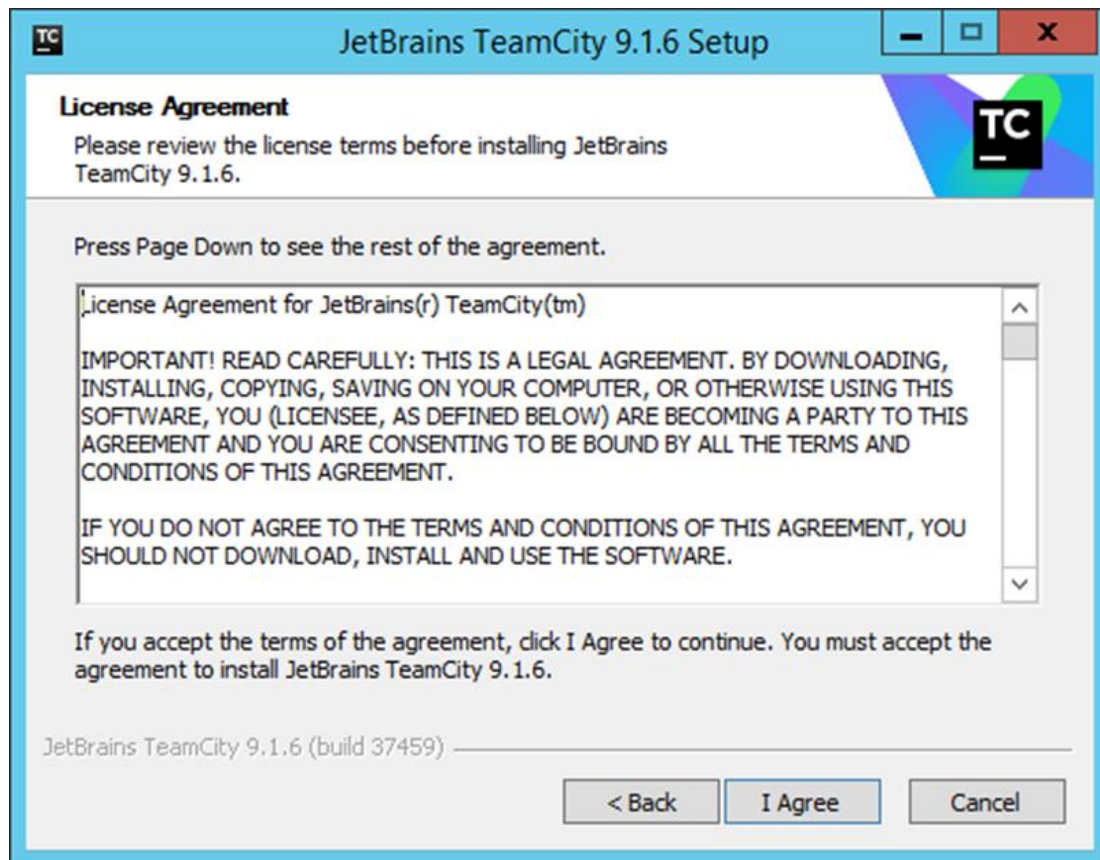 TC
JetBrains TeamCity 9.1.6 Setup
X
License Agreement
Please review the license terms before installing JetBrains
TeamCity 9.1.6.
TC
Press Page Down to see the rest of the agreement.
License Agreement for JetBrains(r) TeamCity(tm)
IMPORTANT! READ CAREFULLY: THIS IS A LEGAL AGREEMENT. BY DOWNLOADING,
INSTALLING, COPYING, SAVING ON YOUR COMPUTER, OR OTHERWISE USING THIS
SOFTWARE, YOU (LICENSEE, AS DEFINED BELOW) ARE BECOMING A PARTY TO THIS
AGREEMENT AND YOU ARE CONSENTING TO BE BOUND BY ALL THE TERMS AND
CONDITIONS OF THIS AGREEMENT.
IF YOU DO NOT AGREE TO THE TERMS AND CONDITIONS OF THIS AGREEMENT, YOU
SHOULD NOT DOWNLOAD, INSTALL AND USE THE SOFTWARE.
If you accept the terms of the agreement, click I Agree to continue. You must accept the
agreement to install JetBrains TeamCity 9.1.6.
JetBrains TeamCity 9.1.6 (build 37459)
< Back
I Agree
Cancel